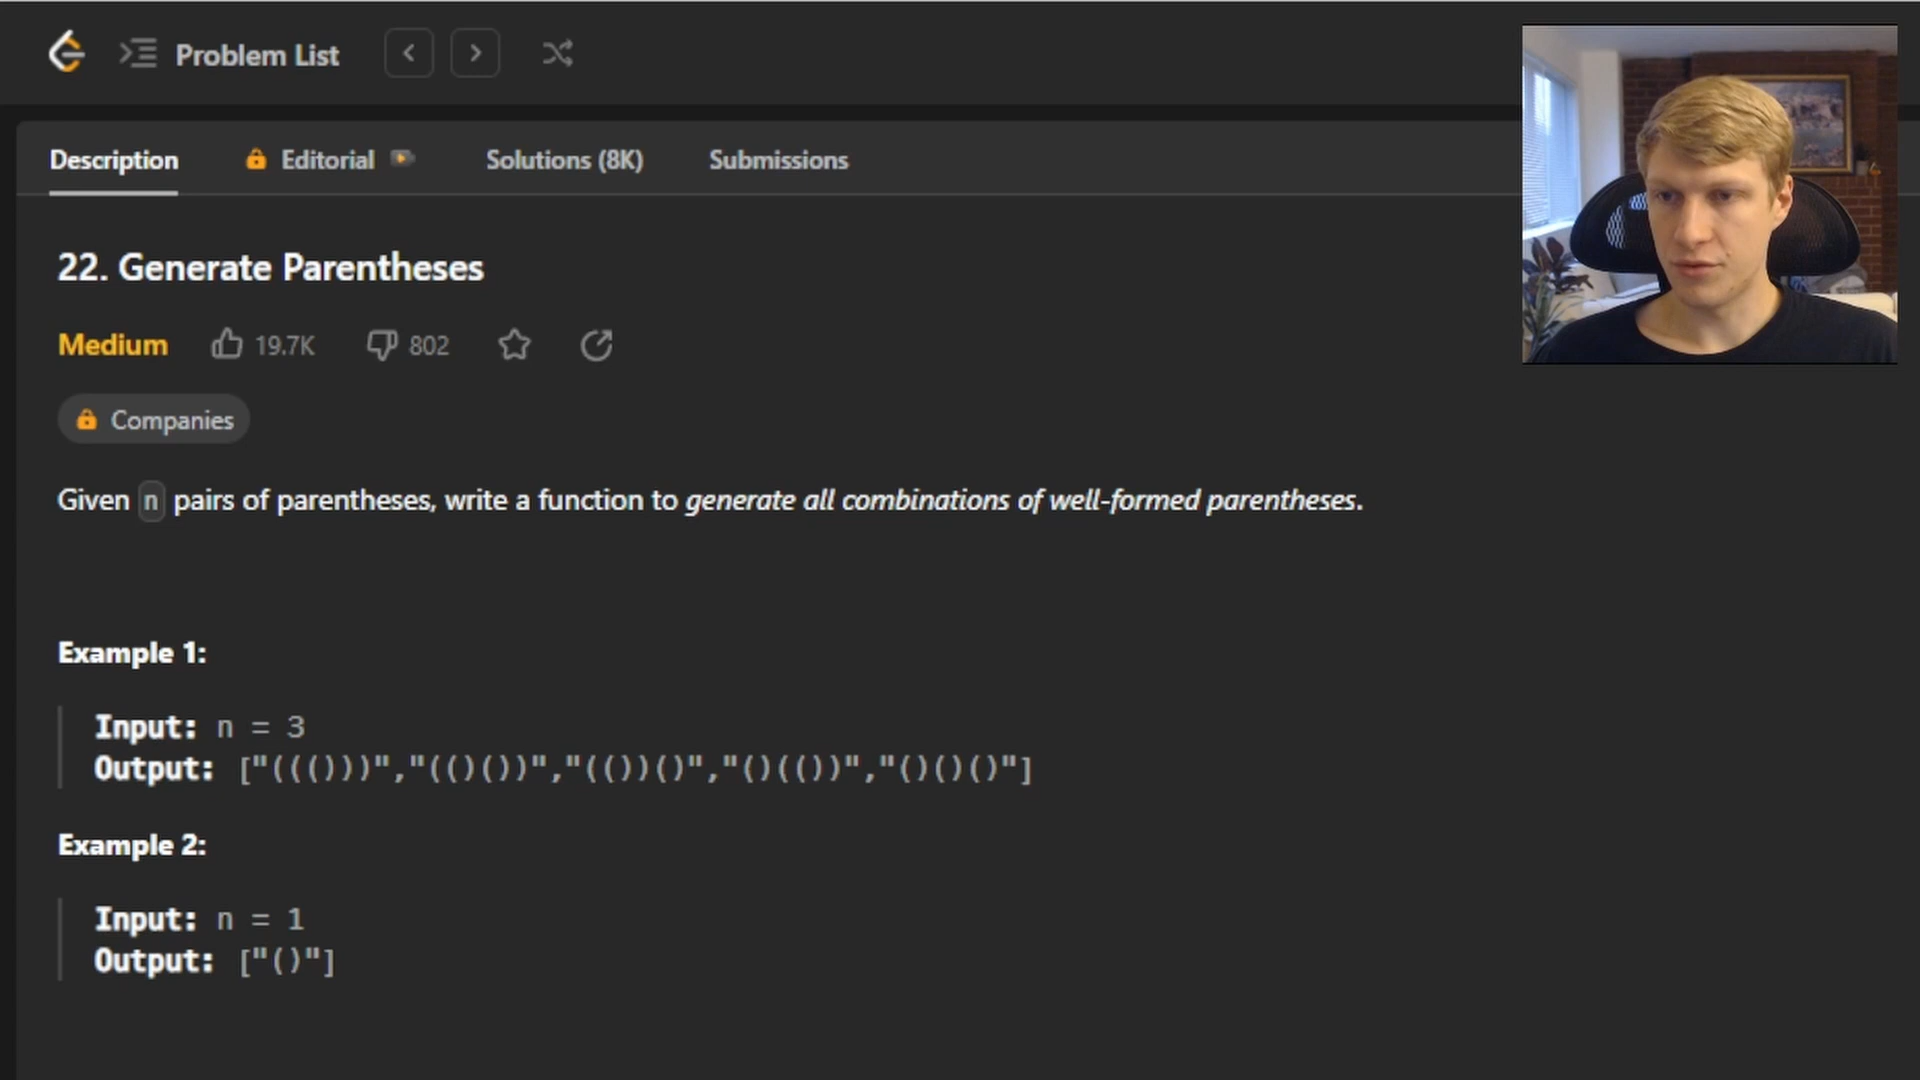 Problem List
Description Editorial Solutions (8K) Submissions
22. Generate Parentheses
Medium 19.7K 802
Companies
Given n pairs of parentheses, write a function to generate all combinations of well-formed parentheses.
Example 1:
Input: n = 3
Output: ["((()))","(()())","(())()","()(())","()()()"]
Example 2:
Input: n = 1
Output: ["()"]